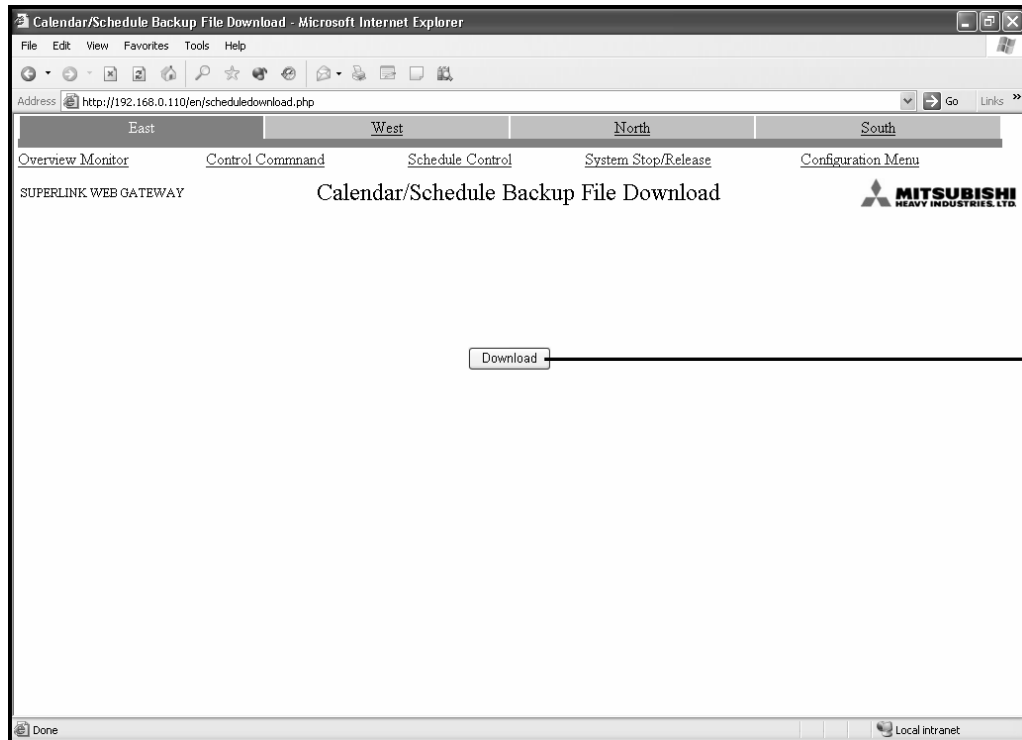 Calendar/Schedule Backup File Download - Microsoft Internet Explorer
File Edit View Favorites Tools Help
Address http://192.168.0.110/en/scheduledownload.php Go Links »
East West North South
Overview Monitor Control Commnand Schedule Control System Stop/Release Configuration Menu
SUPERLINK WEB GATEWAY Calendar/Schedule Backup File Download MITSUBISHI
HEAVY INDUSTRIES. LTD.
Download
Done Local intranet